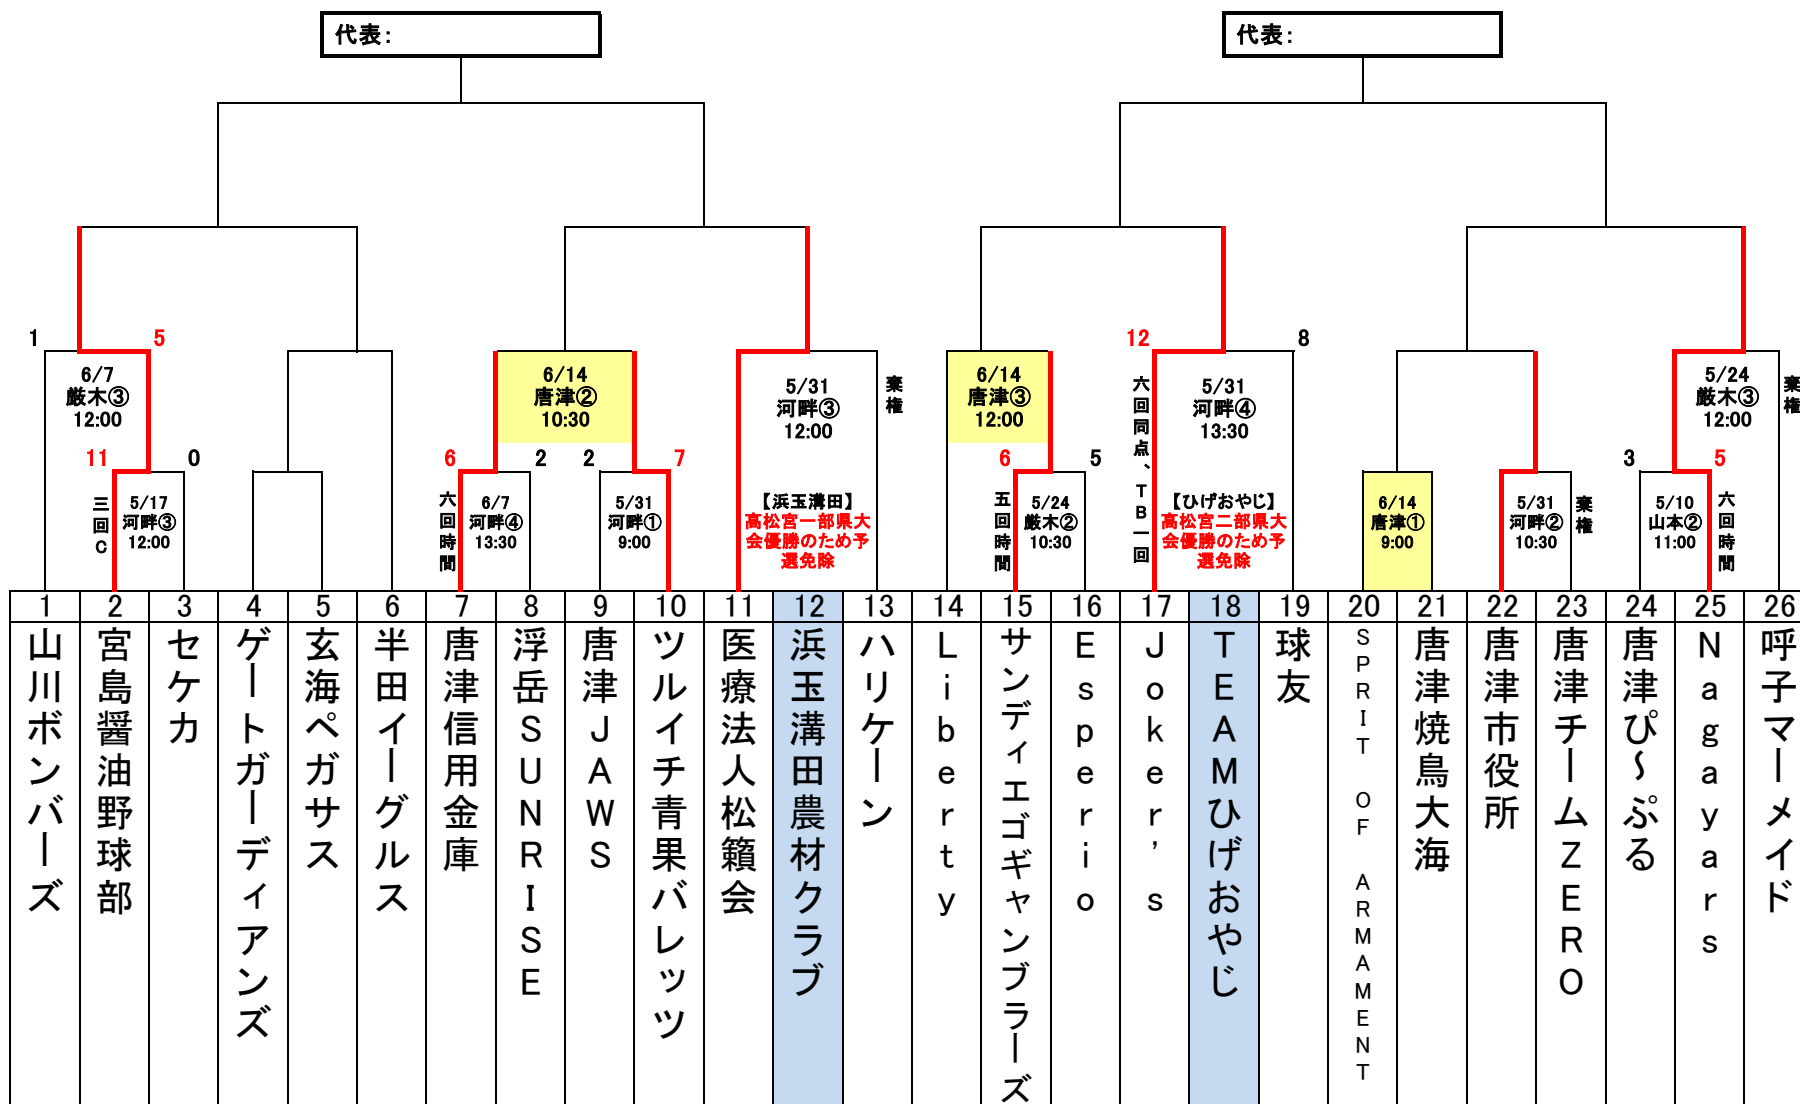 代表：
代表：
1
5
12
8
6/7
厳木③
12:00
6/14
唐津②
10:30
5/31
河畔③
12:00
棄権
6/14
唐津③
12:00
六回同点、TB一回
5/31
河畔④
13:30
5/24
厳木③
12:00
棄権
11
0
6
2
2
7
6
5
3
5
三回C
5/17
河畔③
12:00
六回時間
6/7
河畔④
13:30
5/31
河畔①
9:00
【浜玉溝田】
高松宮一部県大
会優勝のため予
選免除
五回時間
5/24
厳木②
10:30
【ひげおやじ】
高松宮二部県大
会優勝のため予
選免除
6/14
唐津①
9:00
5/31
河畔②
10:30
棄権
5/10
山本②
11:00
六回時間
1 2 3 4 5 6 7 8 9 10 11 12 13 14 15 16 17 18 19 20 21 22 23 24 25 26
山川ボンバーズ
宮島醤油野球部
セケカ
ゲートガーディアンズ
玄海ペガサス
半田イーグルス
唐津信用金庫
浮岳SUNRISE
唐津JAWS
ツルイチ青果バレッツ
医療法人松籟会
浜玉溝田農材クラブ
ハリケーン
Liberty
サンディエゴギャンブラーズ
Esperio
Joker’s
TEAMひげおやじ
球友
SPRIT OF ARMAMENT
唐津焼鳥大海
唐津市役所
唐津チームZERO
唐津ぴ～ぷる
Nagayars
呼子マーメイド